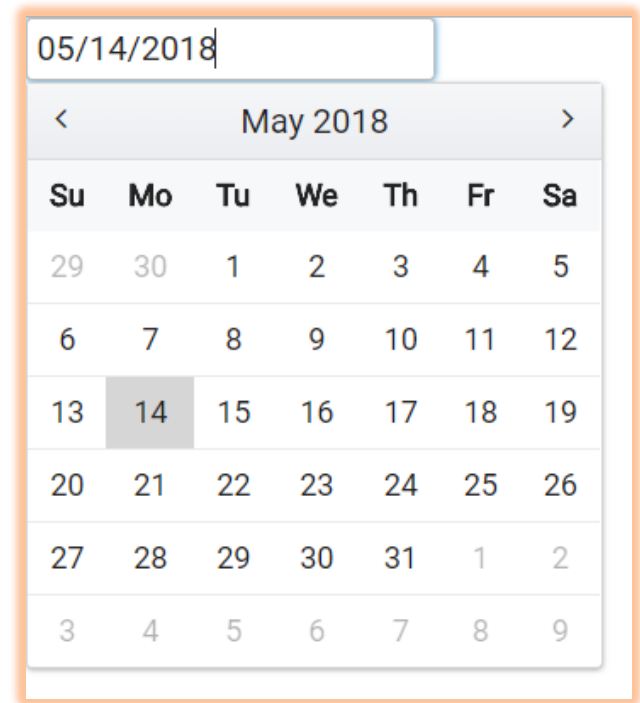 05/14/2018
< May 2018 >
Su Mo Tu We Th Fr Sa
29 30 1 2 3 4 5
6 7 8 9 10 11 12
13 14 15 16 17 18 19
20 21 22 23 24 25 26
27 28 29 30 31 1 2
3 4 5 6 7 8 9